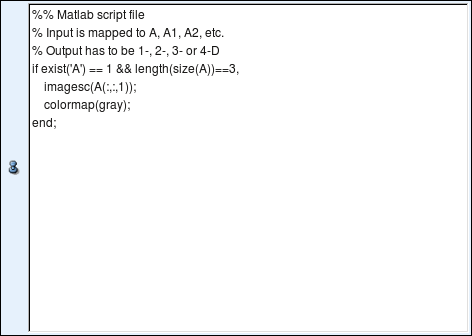 %% Matlab script file
% Input is mapped to A, A1, A2, etc.
% Output has to be 1-, 2-, 3- or 4-D
if exist('A') == 1 && length(size(A))==3,
    imagesc(A(:,:,1));
    colormap(gray);
end;